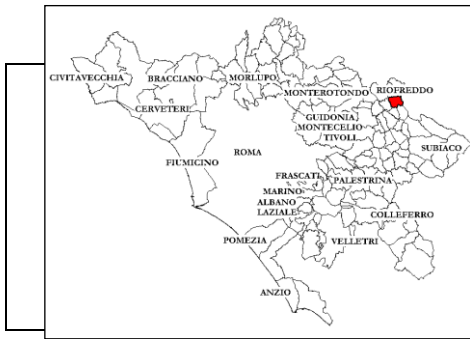 CIVITAVECCHIA
BRACCIANO
MORLUPO
CERVETERI
MONTEROTONDO
RIOFREDDO
GUIDONIA
MONTECELIO
TIVOLI
SUBIACO
ROMA
FIUMICINO
FRASCATI
PALESTRINA
MARINO
ALBANO
LAZIALE
COLLEFERRO
POMEZIA
VELLETRI
ANZIO